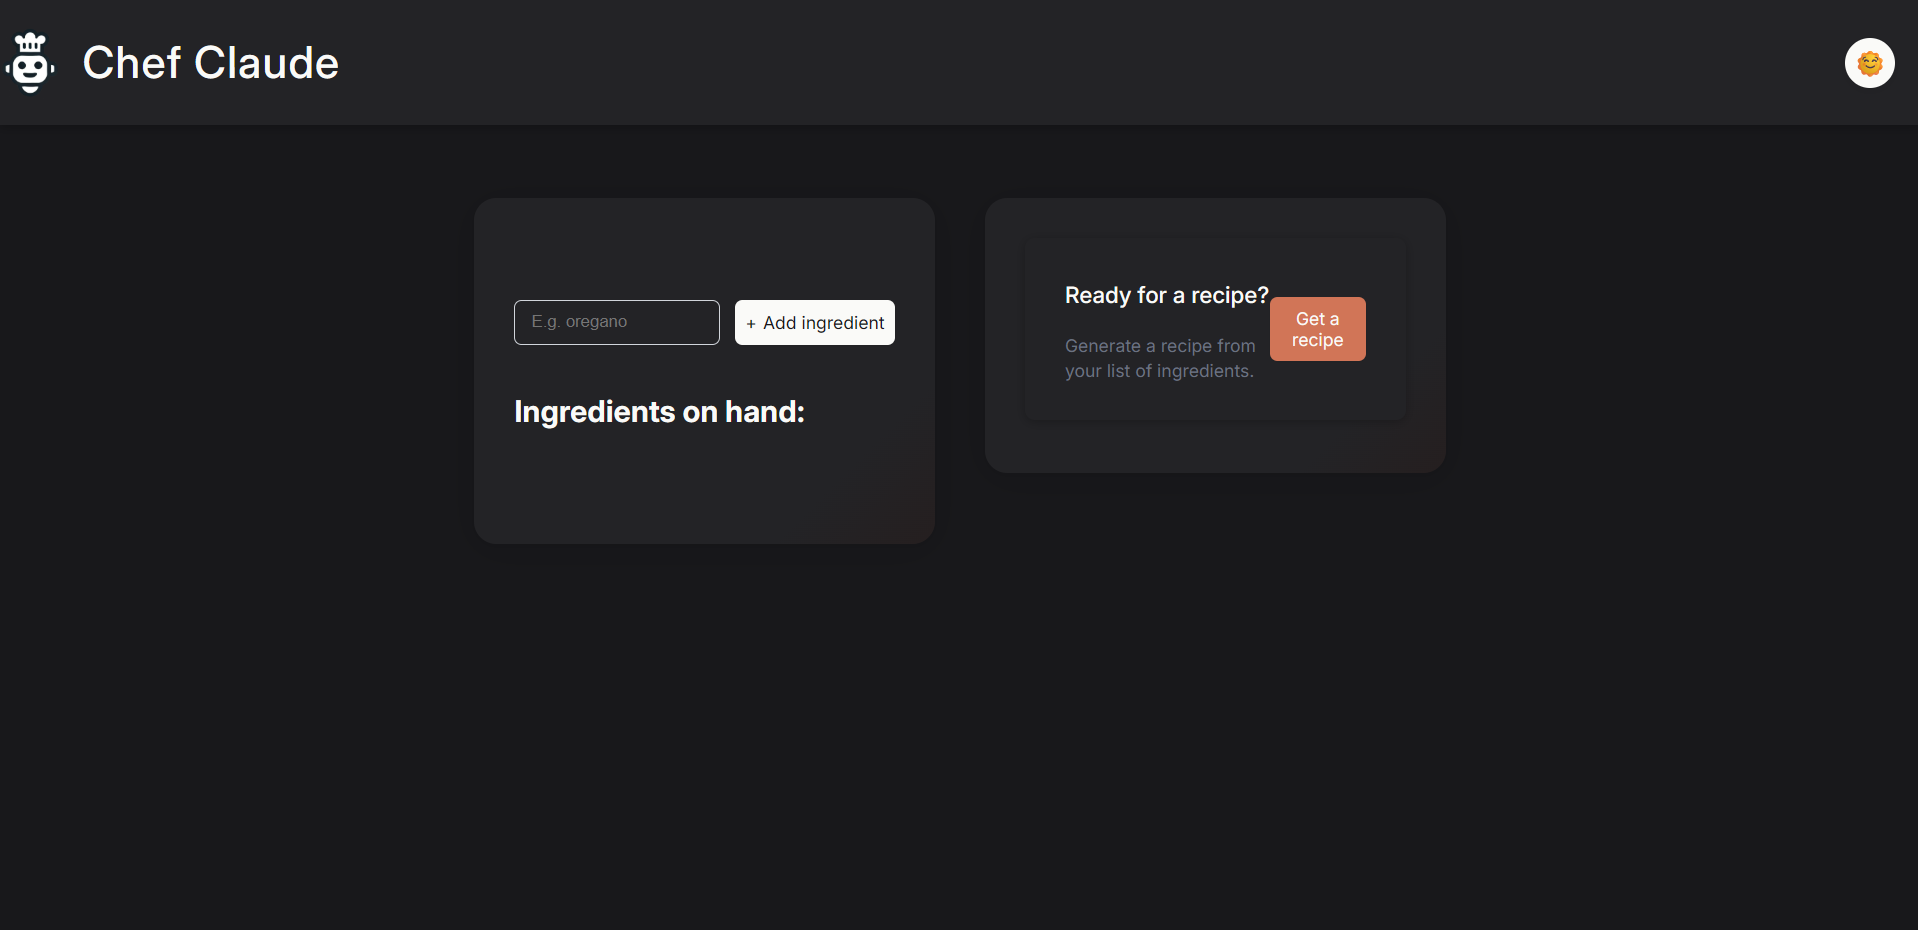 Chef Claude
E.g. oregano
+ Add ingredient
Ingredients on hand:
Ready for a recipe?
Generate a recipe from
your list of ingredients.
Get a
recipe